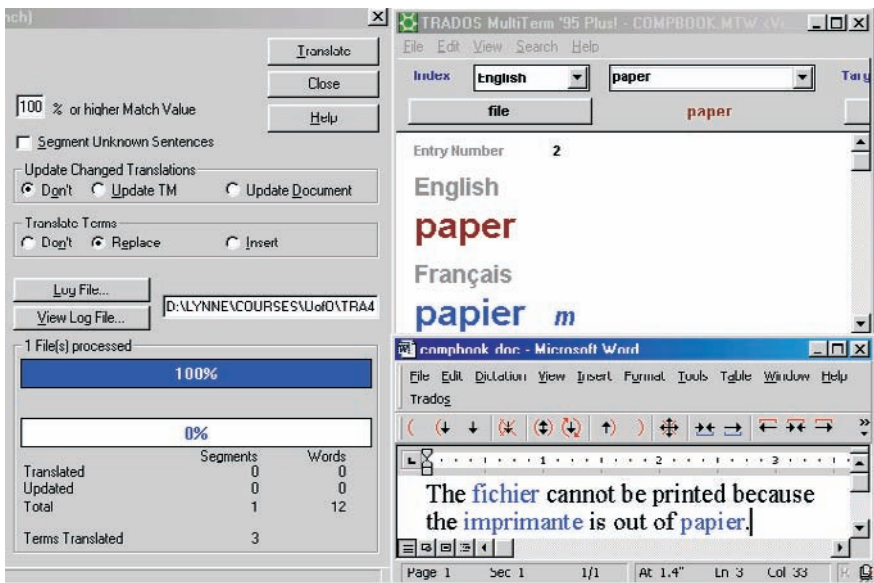 nch)
Translate
Close
Help
100 % or higher Match Value
Segment Unknown Sentences
Update Changed Translations
Don't Update TM Update Document
Translate Terms
Don't Replace Insert
Log File...
View Log File...
D:\LYNNE\COURSES\UofO\TRA4
1 File(s) processed
100%
0%
Segments Words
Translated 0 0
Updated 0 0
Total 1 12
Terms Translated 3
TRADOS MultiTerm '95 Plus! - COMPBOOK.MTW <Vi
File Edit View Search Help
Index English paper Targ
file paper
Entry Number 2
English
paper
Français
papier m
compbook.doc - Microsoft Word
File Edit Dictation View Insert Format Tools Table Window Help
Trados
1 2 3
The fichier cannot be printed because
the imprimante is out of papier.
Page 1 Sec 1 1/1 At 1.4" Ln 3 Col 33 R